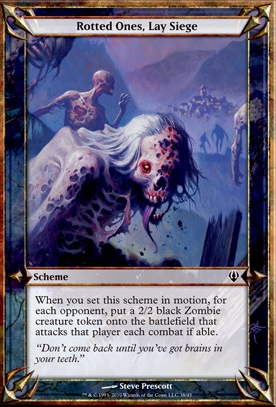 Rotted Ones, Lay Siege
Scheme
When you set this scheme in motion, for
each opponent, put a 2/2 black Zombie
creature token onto the battlefield that
attacks that player each combat if able.
“Don’t come back until you’ve got brains in
your teeth.”
Steve Prescott
™ & © 1993–2010 Wizards of the Coast LLC 38/45